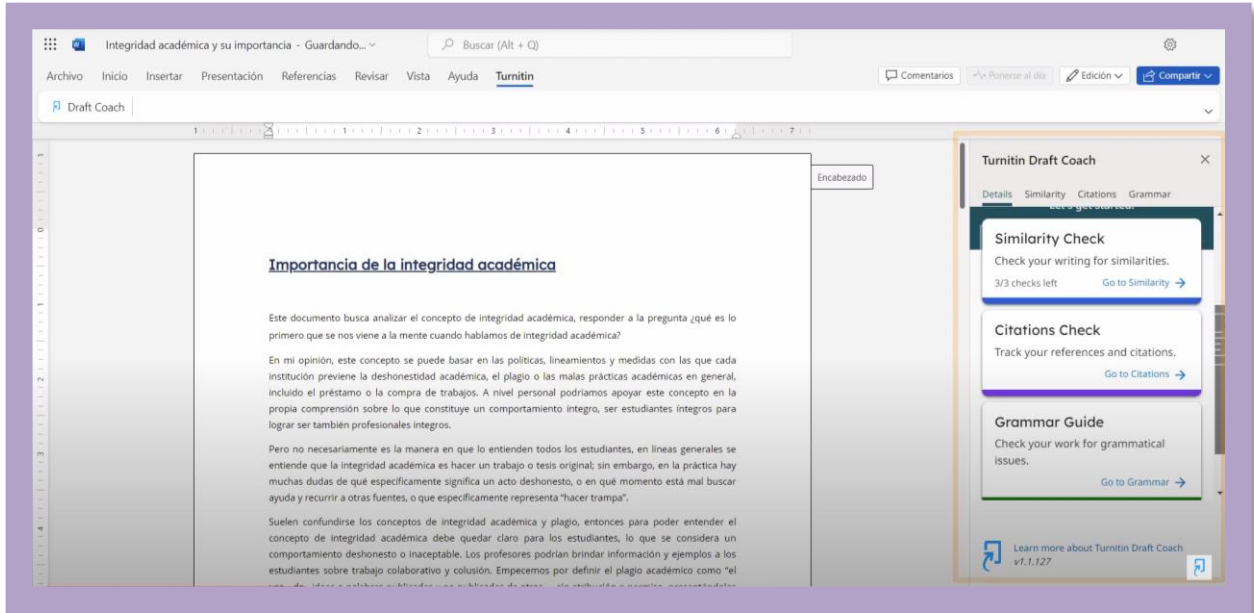 Integridad académica y su importancia - Guardando...
Buscar (Alt + Q)
Archivo Inicio Insertar Presentación Referencias Revisar Vista Ayuda Turnitin
Comentarios Ponerse al día Edición Compartir
Draft Coach
1 1 2 3 4 5 6 7
Encabezado
Importancia de la integridad académica
Este documento busca analizar el concepto de integridad académica, responder a la pregunta ¿qué es lo
primero que se nos viene a la mente cuando hablamos de integridad académica?
En mi opinión, este concepto se puede basar en las políticas, lineamientos y medidas con las que cada
institución previene la deshonestidad académica, el plagio o las malas prácticas académicas en general,
incluido el préstamo o la compra de trabajos. A nivel personal podríamos apoyar este concepto en la
propia comprensión sobre lo que constituye un comportamiento integro, ser estudiantes íntegros para
lograr ser también profesionales integros.
Pero no necesariamente es la manera en que lo entienden todos los estudiantes, en líneas generales se
entiende que la integridad académica es hacer un trabajo o tesis original; sin embargo, en la práctica hay
muchas dudas de qué específicamente significa un acto deshonesto, o en qué momento está mal buscar
ayuda y recurrir a otras fuentes, o que específicamente representa "hacer trampa".
Suelen confundirse los conceptos de integridad académica y plagio, entonces para poder entender el
concepto de integridad académica debe quedar claro para los estudiantes, lo que se considera un
comportamiento deshonesto o inaceptable. Los profesores podrían brindar información y ejemplos a los
estudiantes sobre trabajo colaborativo y colusión. Empecemos por definir el plagio académico como "el
Turnitin Draft Coach
Details Similarity Citations Grammar
Let's get started!
Similarity Check
Check your writing for similarities.
3/3 checks left Go to Similarity
Citations Check
Track your references and citations.
Go to Citations
Grammar Guide
Check your work for grammatical
issues.
Go to Grammar
Learn more about Turnitin Draft Coach
v1.1.127